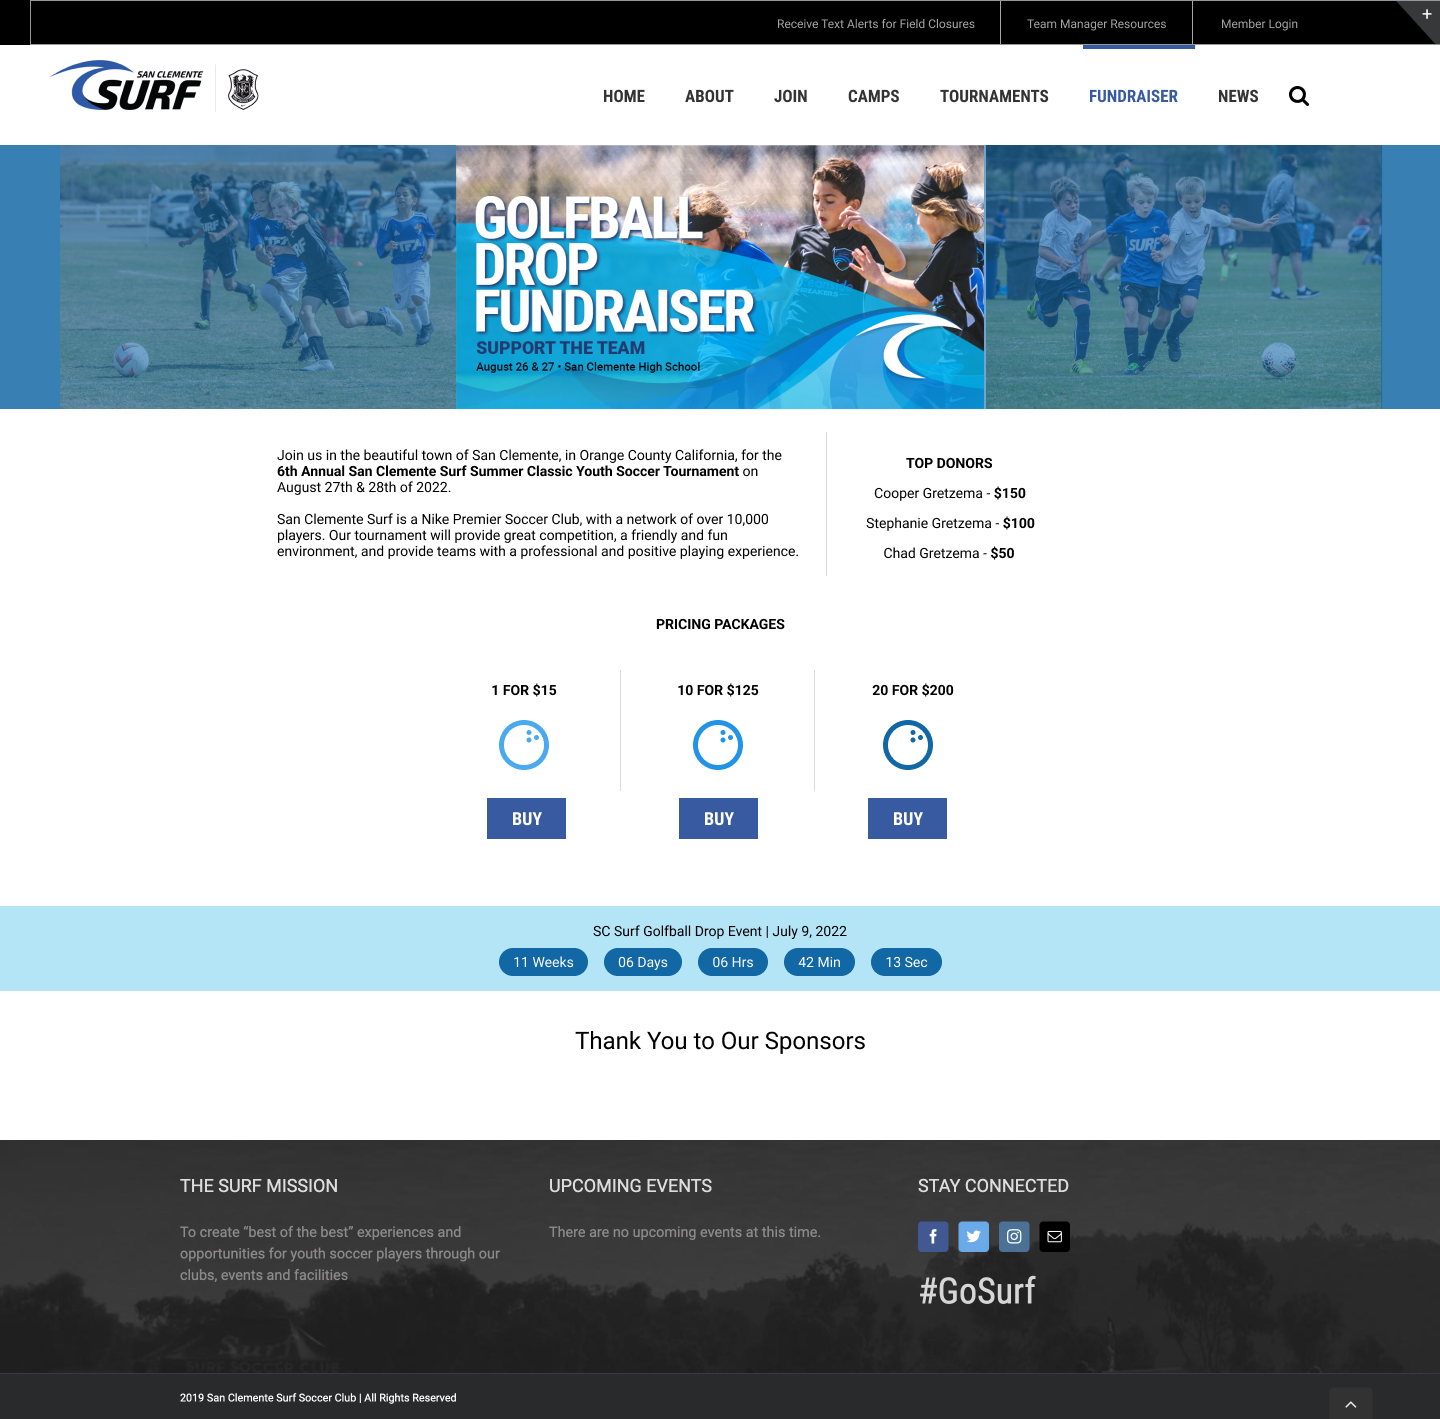 Receive Text Alerts for Field Closures
Team Manager Resources
Member Login
+
SAN CLEMENTE
SURF
HOME
ABOUT
JOIN
CAMPS
TOURNAMENTS
FUNDRAISER
NEWS
GOLFBALL
DROP
FUNDRAISER
SUPPORT THE TEAM
August 26 & 27 • San Clemente High School
SURF
Join us in the beautiful town of San Clemente, in Orange County California, for the
6th Annual San Clemente Surf Summer Classic Youth Soccer Tournament on
August 27th & 28th of 2022.
San Clemente Surf is a Nike Premier Soccer Club, with a network of over 10,000
players. Our tournament will provide great competition, a friendly and fun
environment, and provide teams with a professional and positive playing experience.
TOP DONORS
Cooper Gretzema - $150
Stephanie Gretzema - $100
Chad Gretzema - $50
PRICING PACKAGES
1 FOR $15
10 FOR $125
20 FOR $200
BUY
BUY
BUY
SC Surf Golfball Drop Event | July 9, 2022
11 Weeks
06 Days
06 Hrs
42 Min
13 Sec
Thank You to Our Sponsors
THE SURF MISSION
To create “best of the best” experiences and
opportunities for youth soccer players through our
clubs, events and facilities
UPCOMING EVENTS
There are no upcoming events at this time.
STAY CONNECTED
#GoSurf
2019 San Clemente Surf Soccer Club | All Rights Reserved